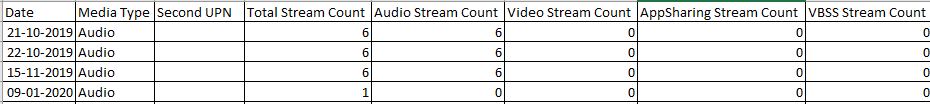 Date Media Type Second UPN Total Stream Count Audio Stream Count Video Stream Count AppSharing Stream Count VBSS Stream Count
21-10-2019 Audio 6 6 0 0 0
22-10-2019 Audio 6 6 0 0 0
15-11-2019 Audio 6 6 0 0 0
09-01-2020 Audio 1 0 0 0 0